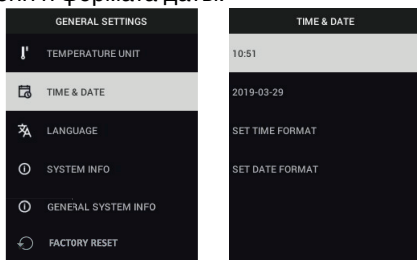 GENERAL SETTINGS
TEMPERATURE UNIT
TIME & DATE
LANGUAGE
SYSTEM INFO
GENERAL SYSTEM INFO
FACTORY RESET
TIME & DATE
10:51
2019-03-29
SET TIME FORMAT
SET DATE FORMAT